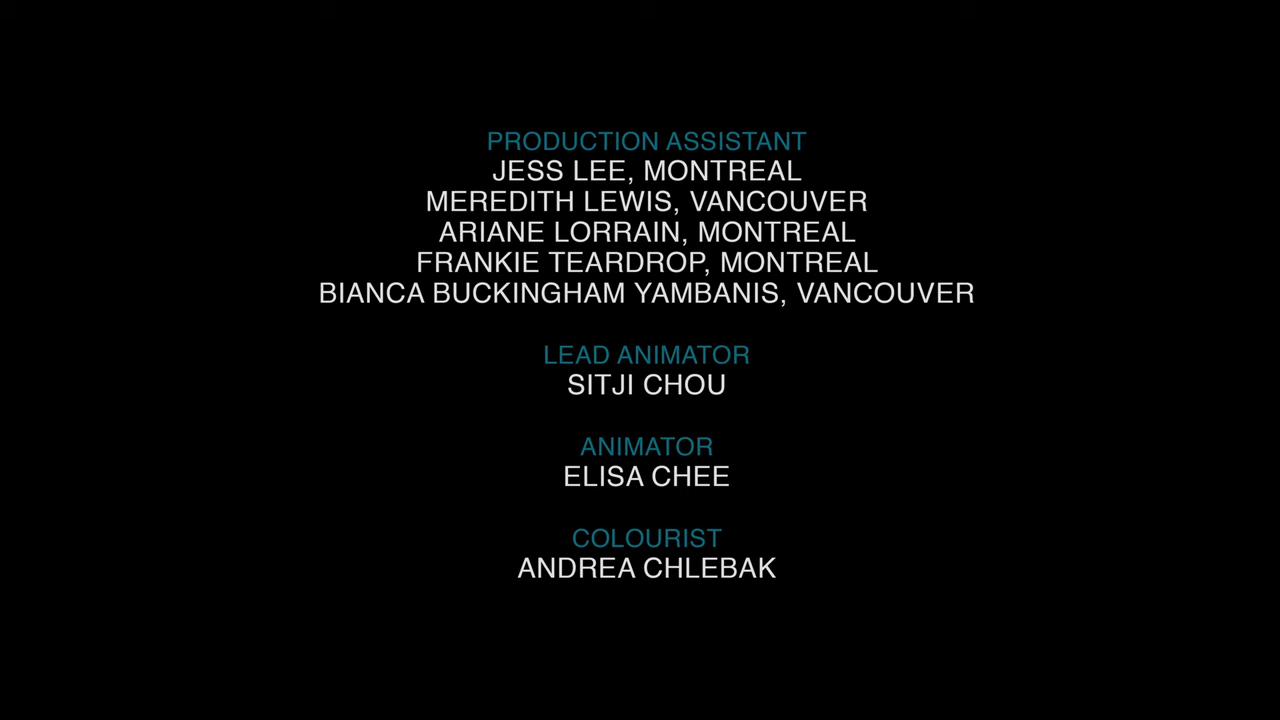 PRODUCTION ASSISTANT
JESS LEE, MONTREAL
MEREDITH LEWIS, VANCOUVER
ARIANE LORRAIN, MONTREAL
FRANKIE TEARDROP, MONTREAL
BIANCA BUCKINGHAM YAMBANIS, VANCOUVER
LEAD ANIMATOR
SITJI CHOU
ANIMATOR
ELISA CHEE
COLOURIST
ANDREA CHLEBAK